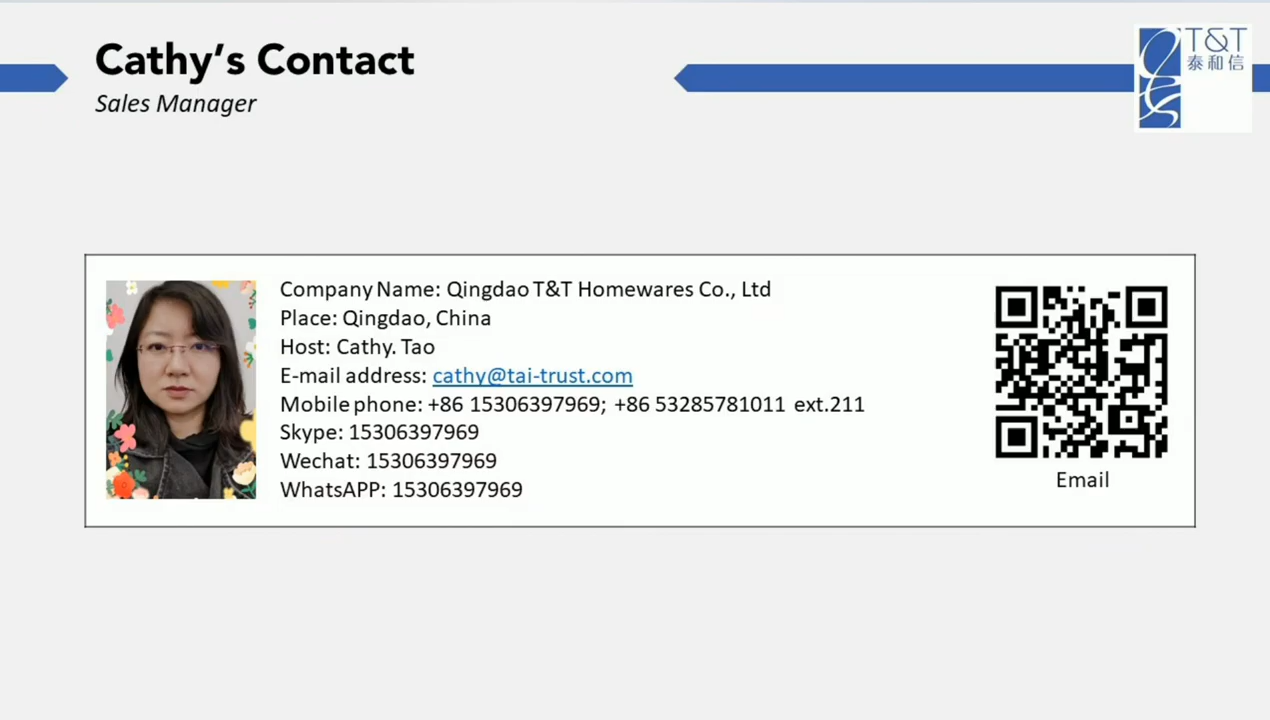 Cathy's Contact
Sales Manager
T&T
泰和信
Company Name: Qingdao T&T Homewares Co., Ltd
Place: Qingdao, China
Host: Cathy. Tao
E-mail address: cathy@tai-trust.com
Mobile phone: +86 15306397969; +86 53285781011 ext.211
Skype: 15306397969
Wechat: 15306397969
WhatsAPP: 15306397969
Email